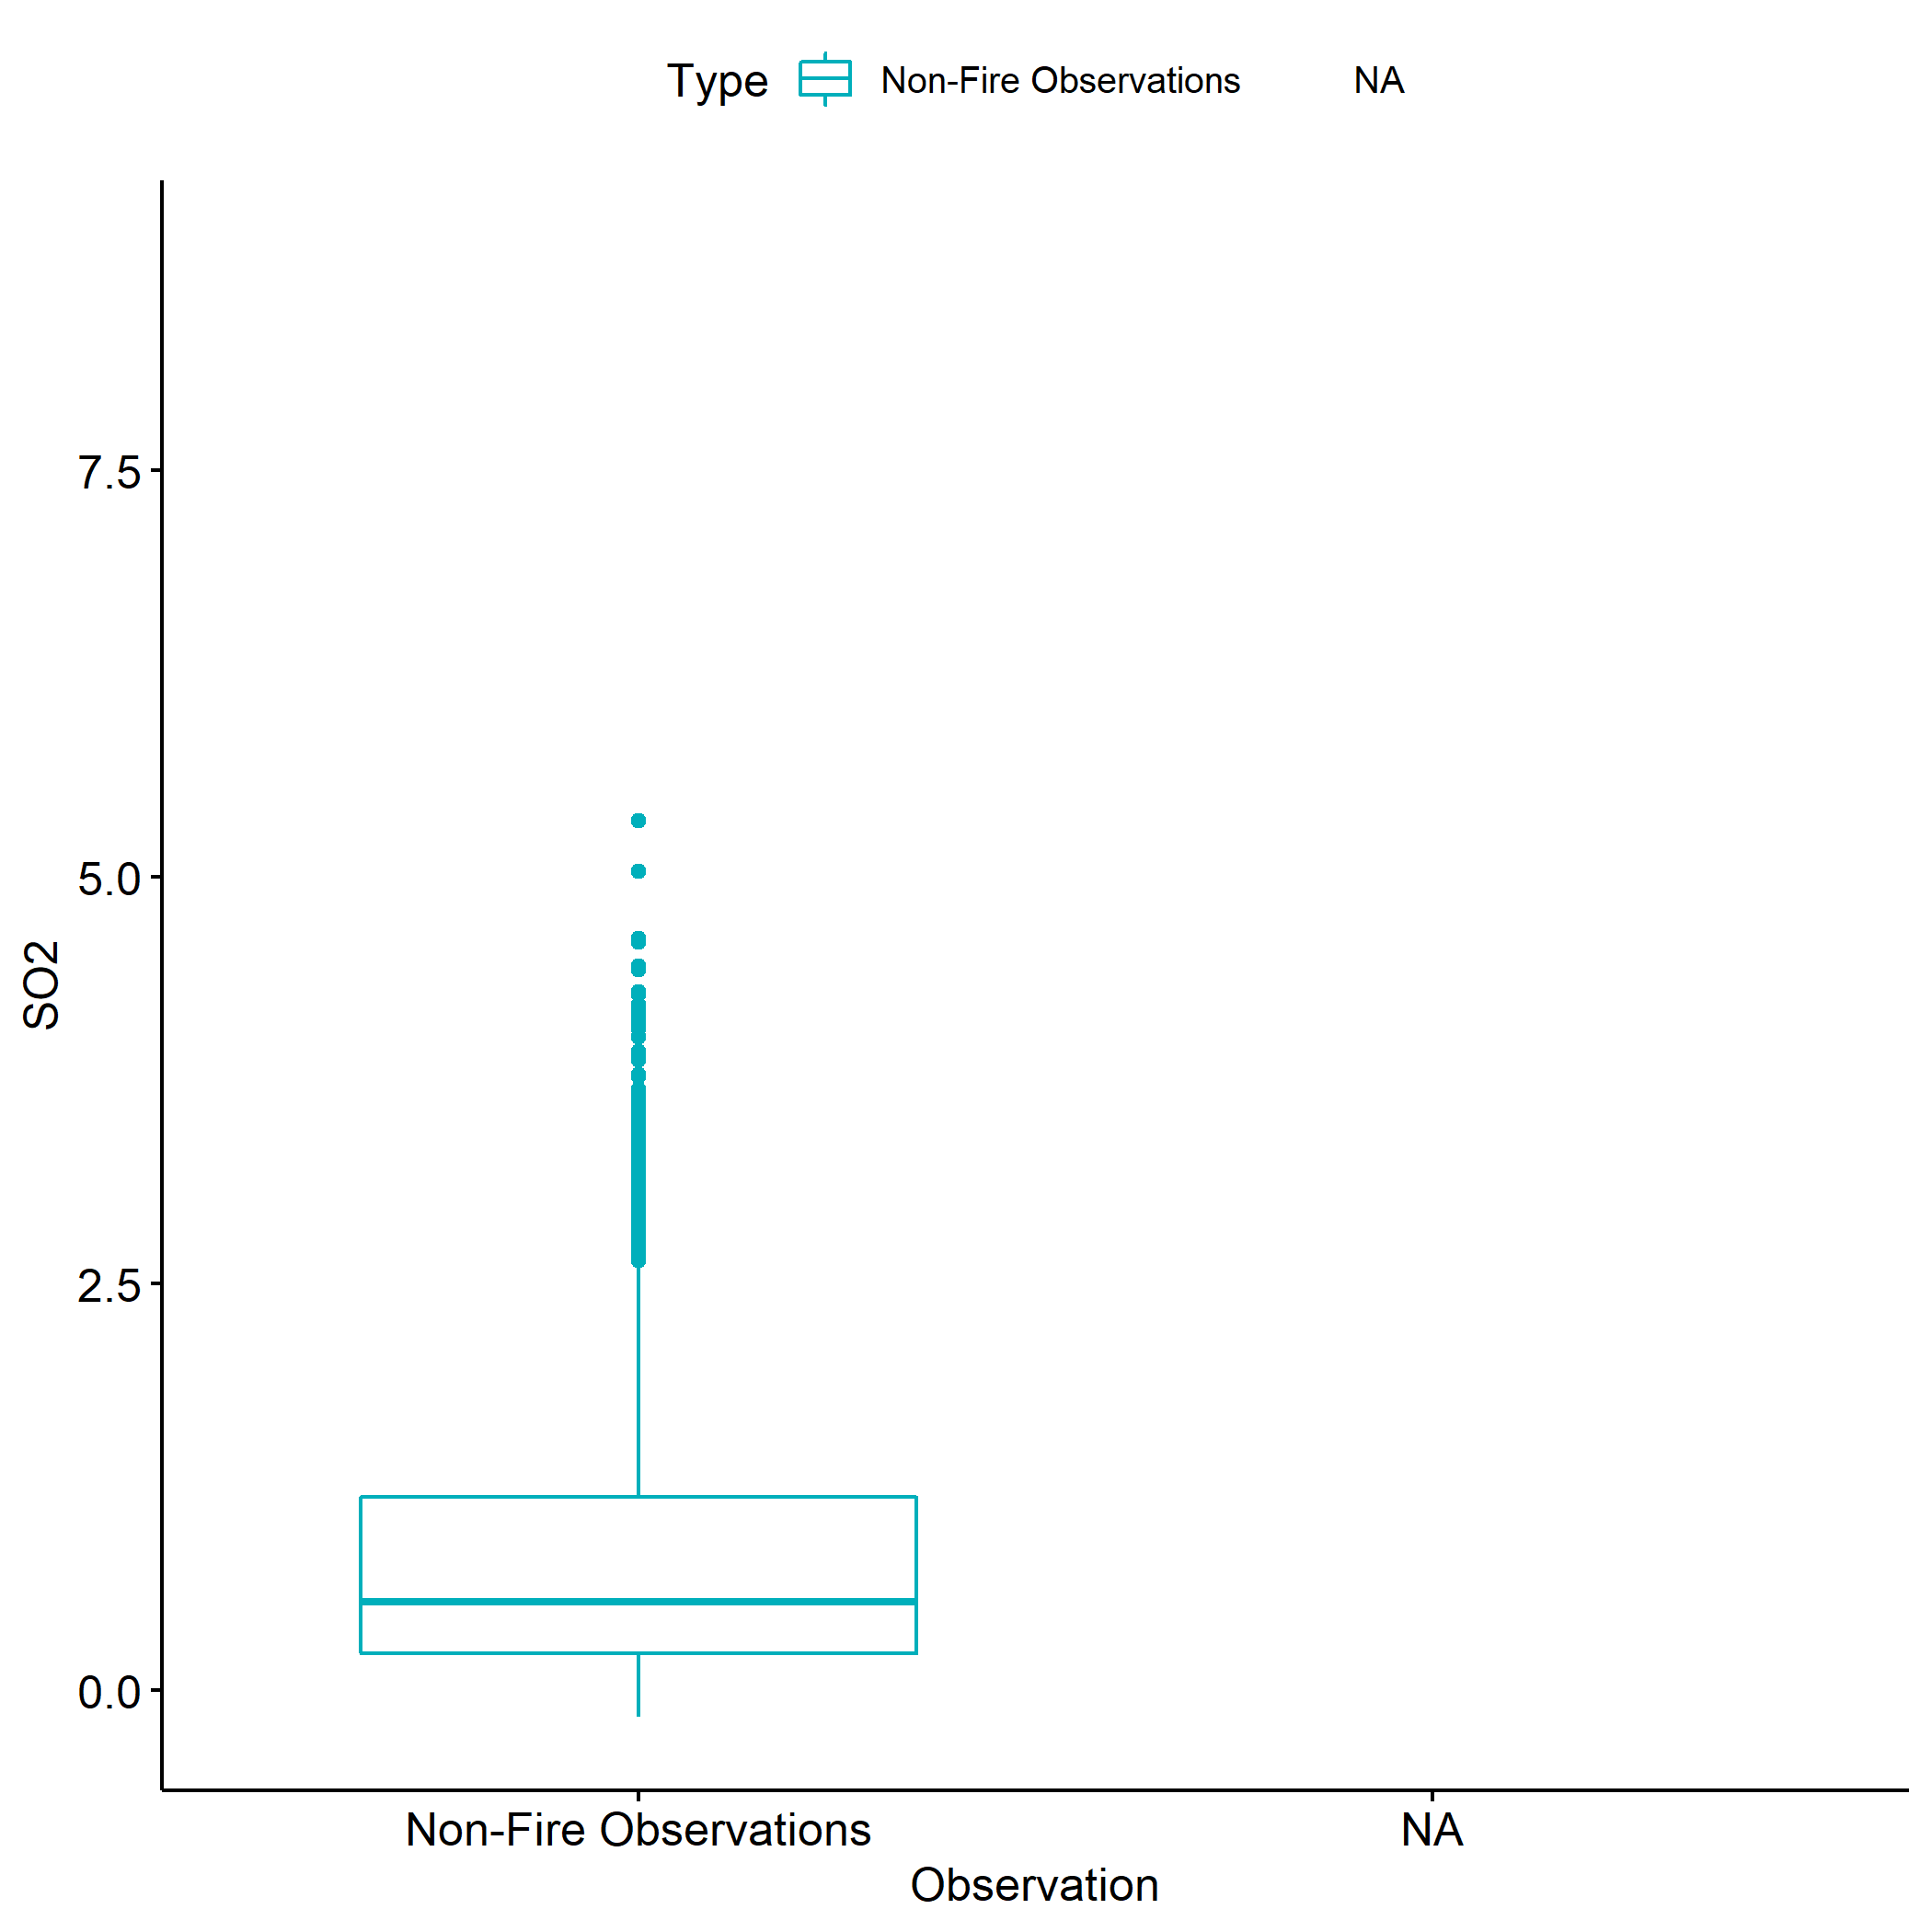 Type Non-Fire Observations NA
7.5
5.0
2.5
0.0
SO2
Non-Fire Observations NA
Observation